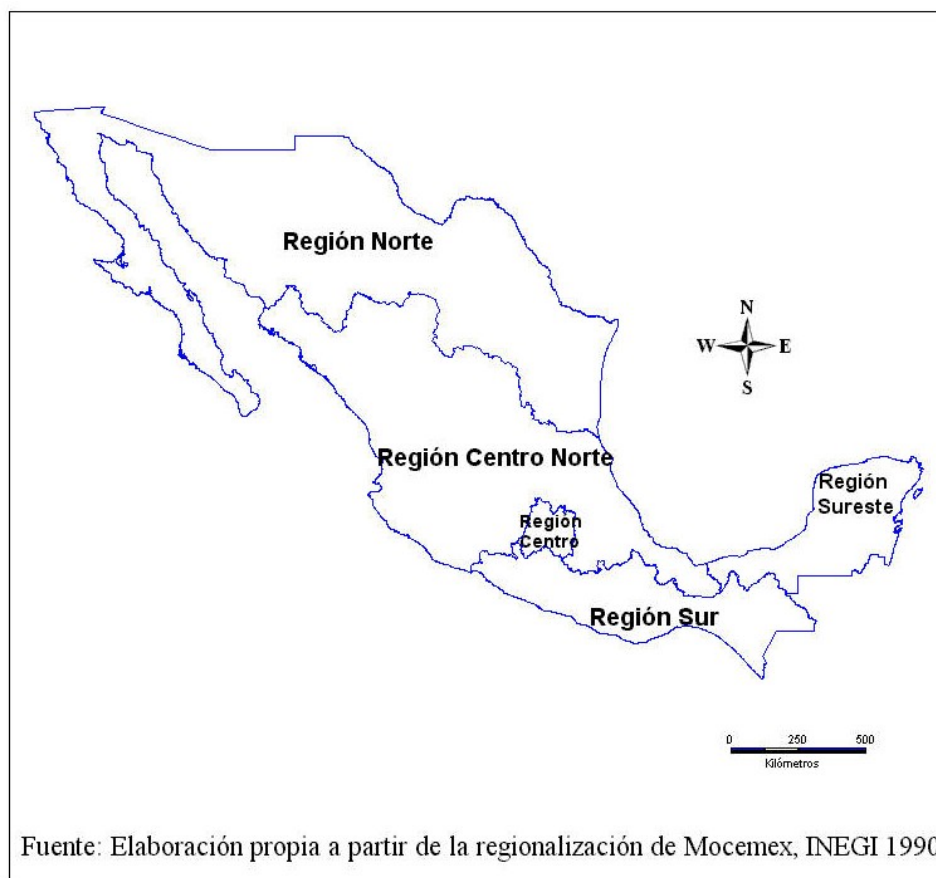 Región Norte
N
W E
S
Región Centro Norte
Región
Sureste
Región
Centro
Región Sur
0 250 500
Kilómetros
Fuente: Elaboración propia a partir de la regionalización de Mocemex, INEGI 1990